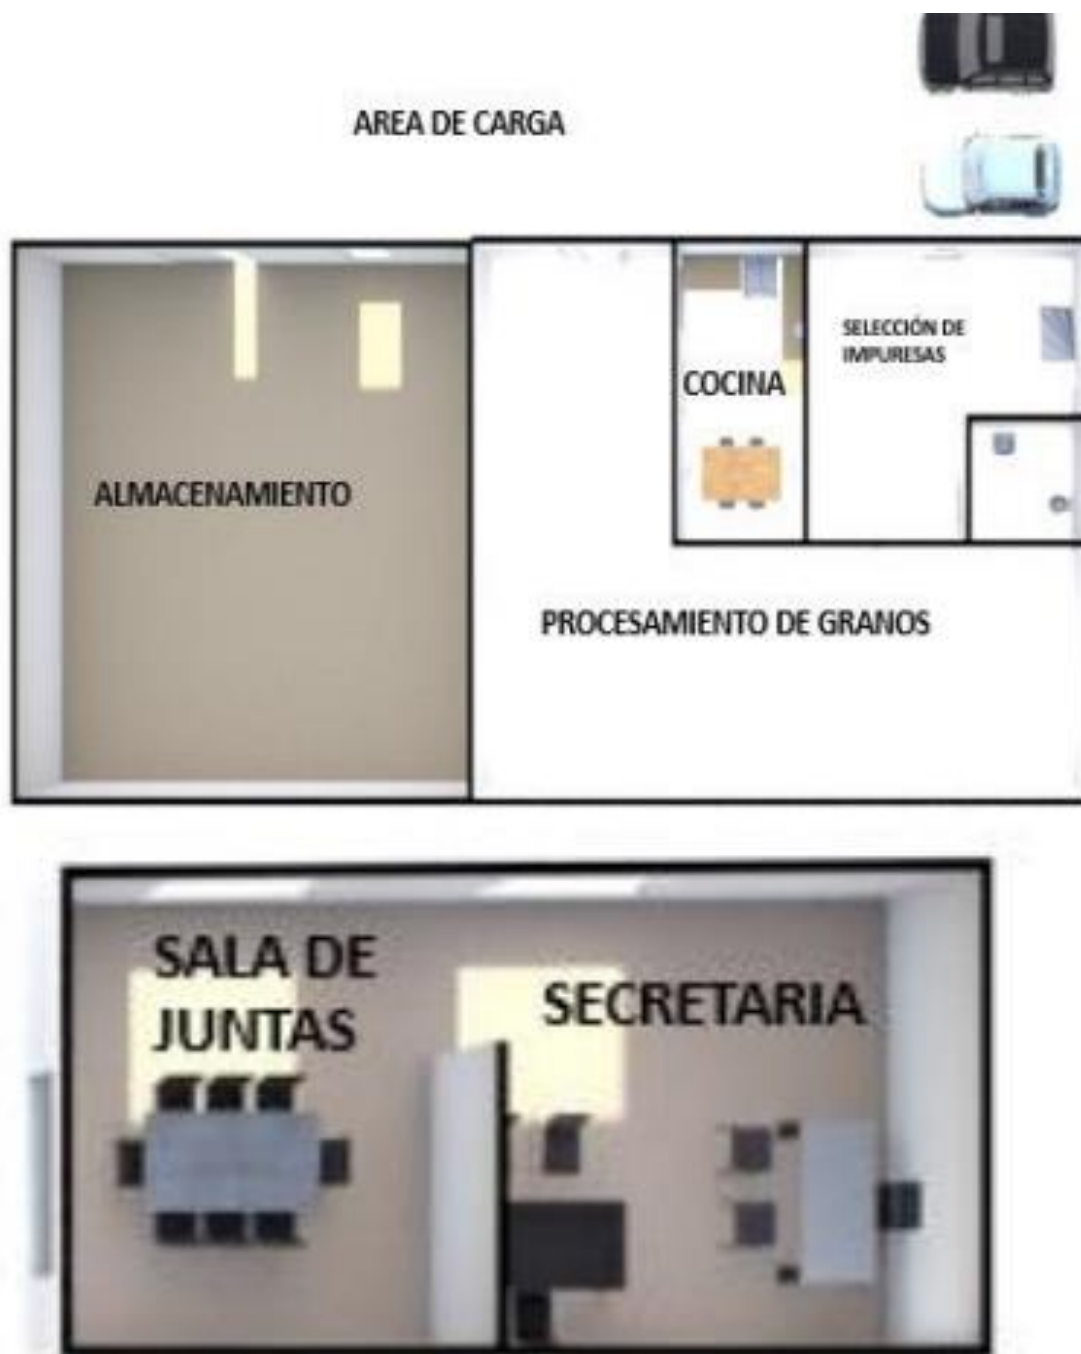 AREA DE CARGA
SELECCIÓN DE
IMPURESAS
COCINA
ALMACENAMIENTO
PROCESAMIENTO DE GRANOS
SALA DE
JUNTAS
SECRETARIA